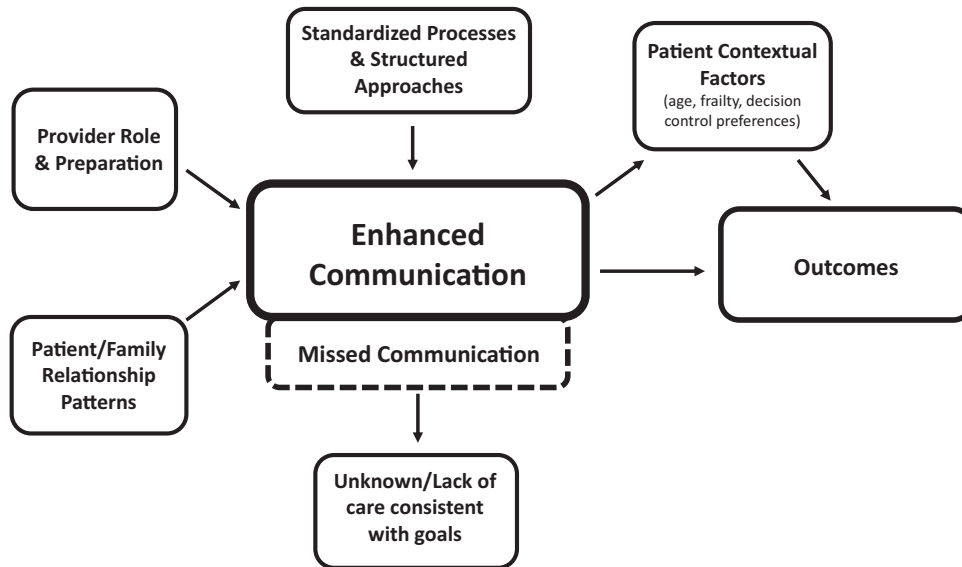 Standardized Processes
& Structured
Approaches
Patient Contextual
Factors
(age, frailty, decision
control preferences)
Provider Role
& Preparation
Enhanced
Communication
Outcomes
Missed Communication
Patient/Family
Relationship
Patterns
Unknown/Lack of
care consistent
with goals